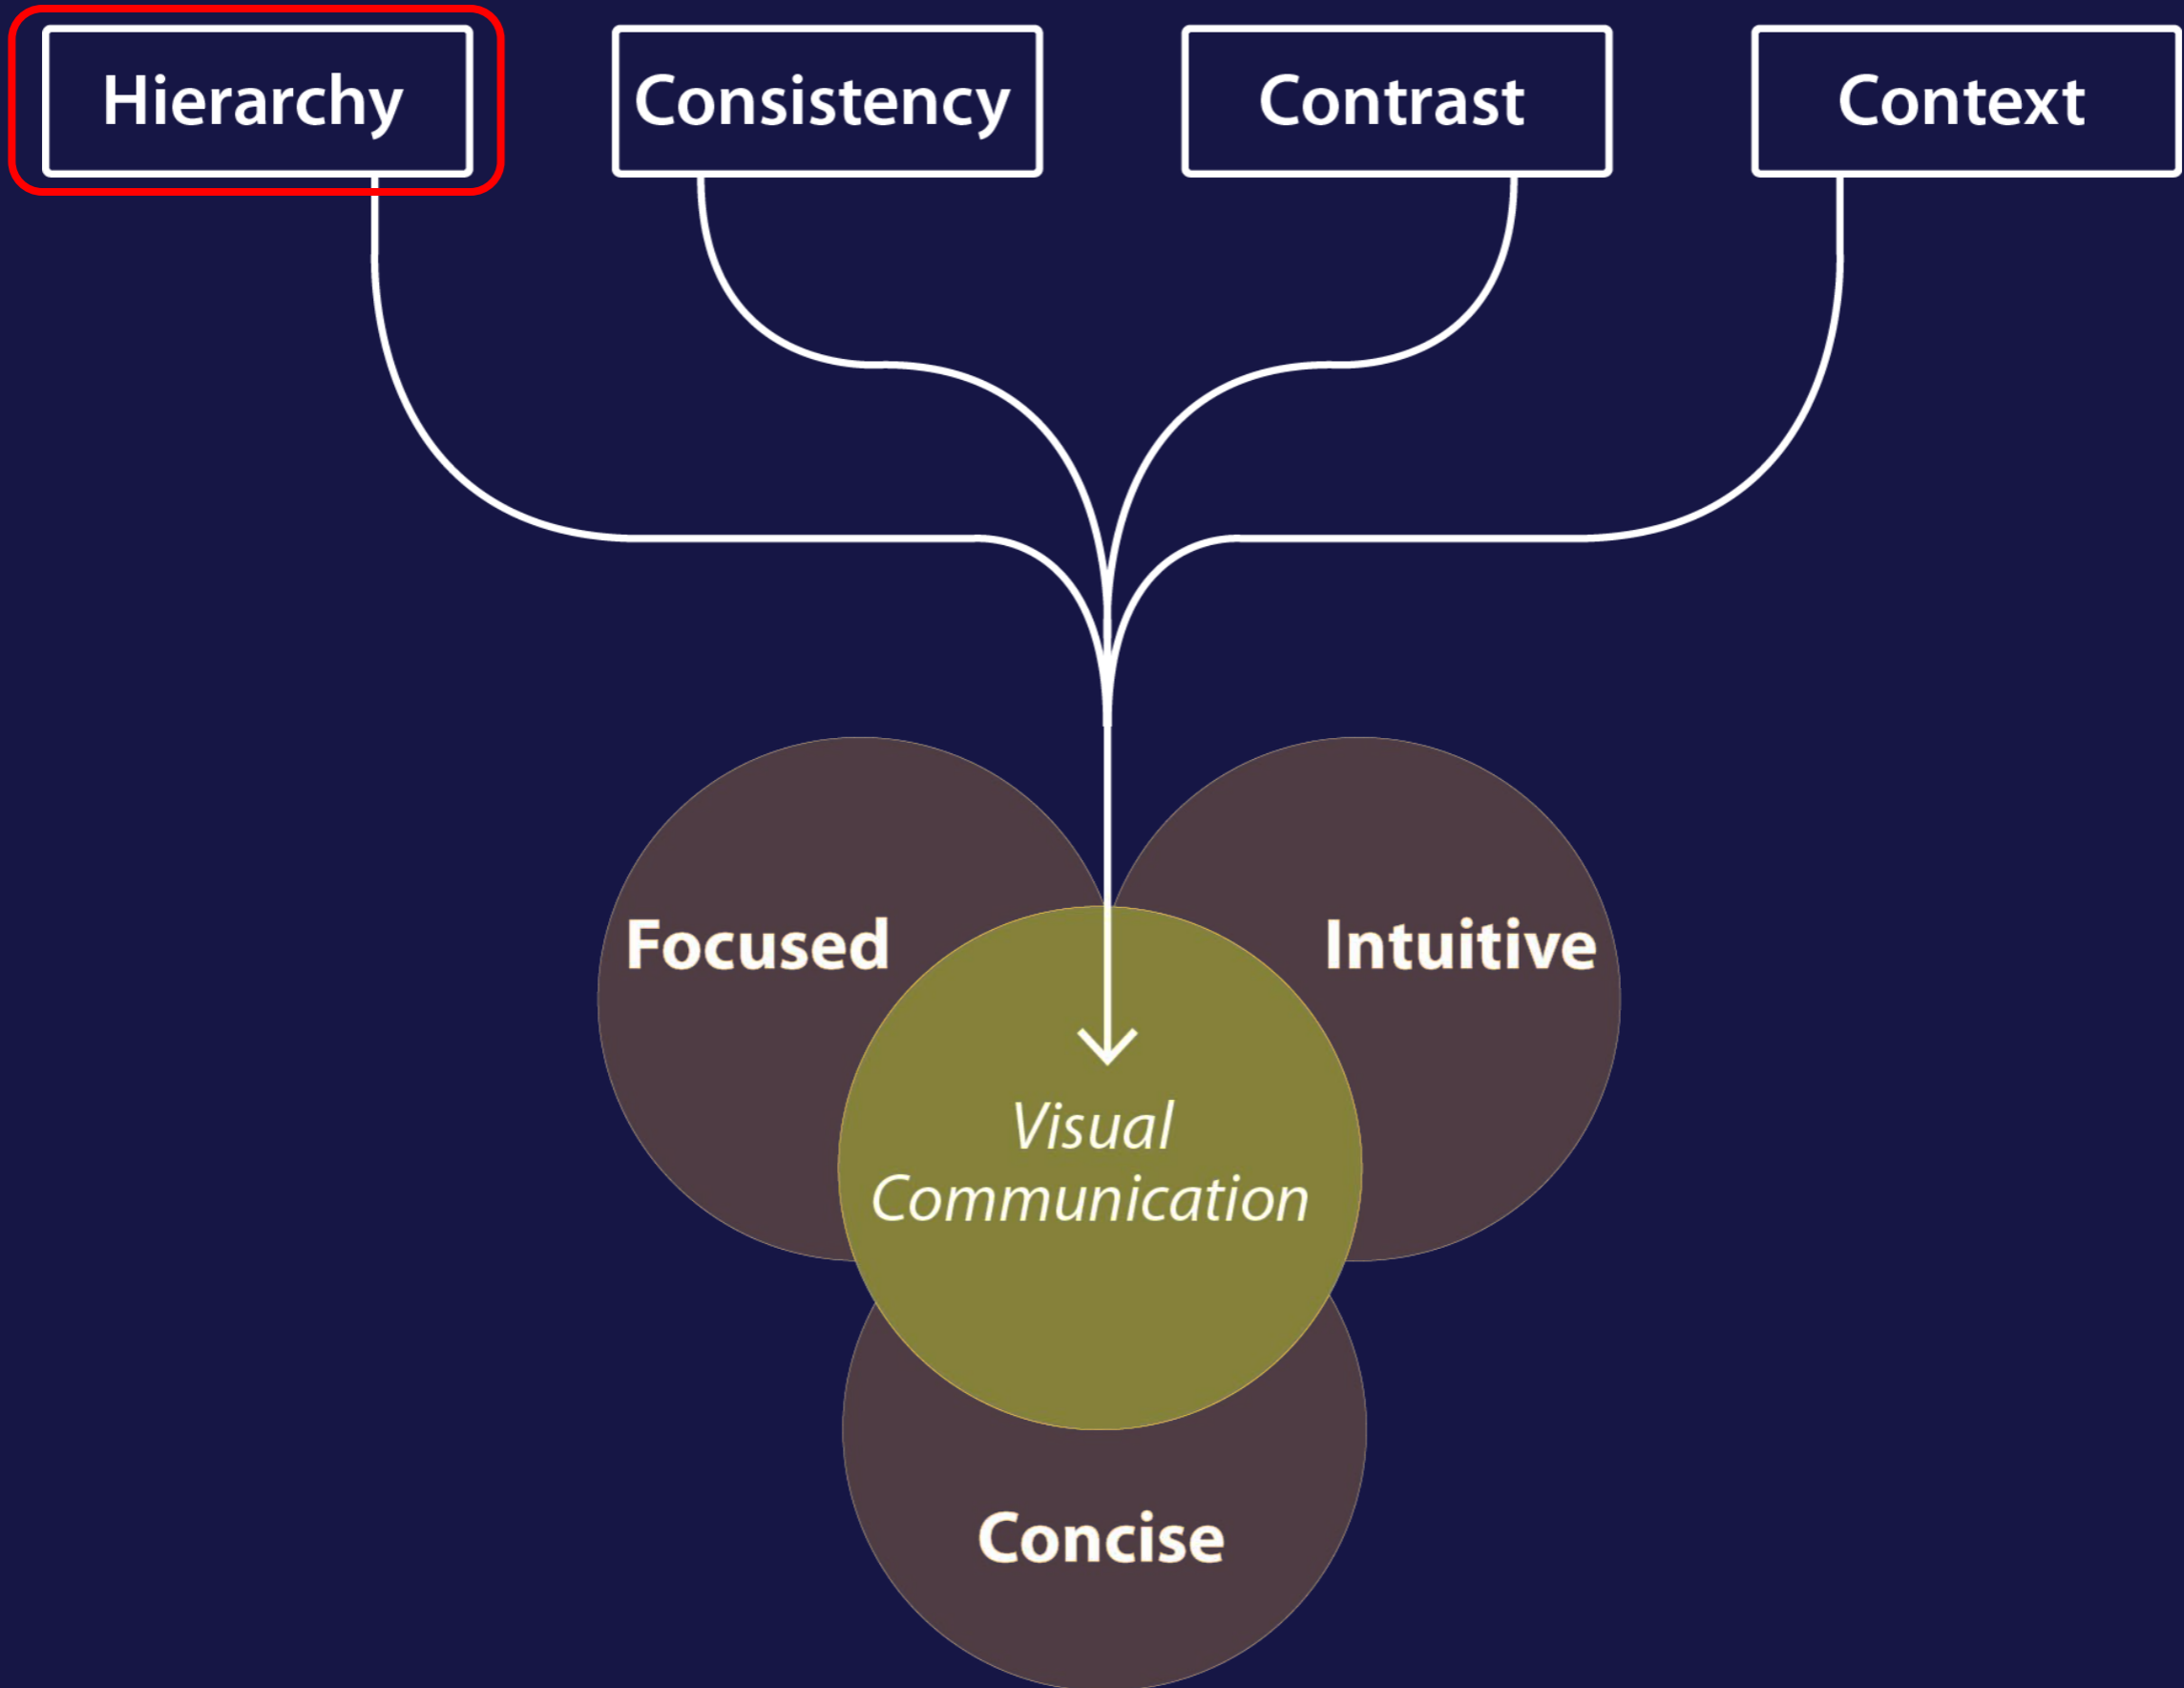 Hierarchy
Consistency
Contrast
Context
Focused
Intuitive
Visual
Communication
Concise